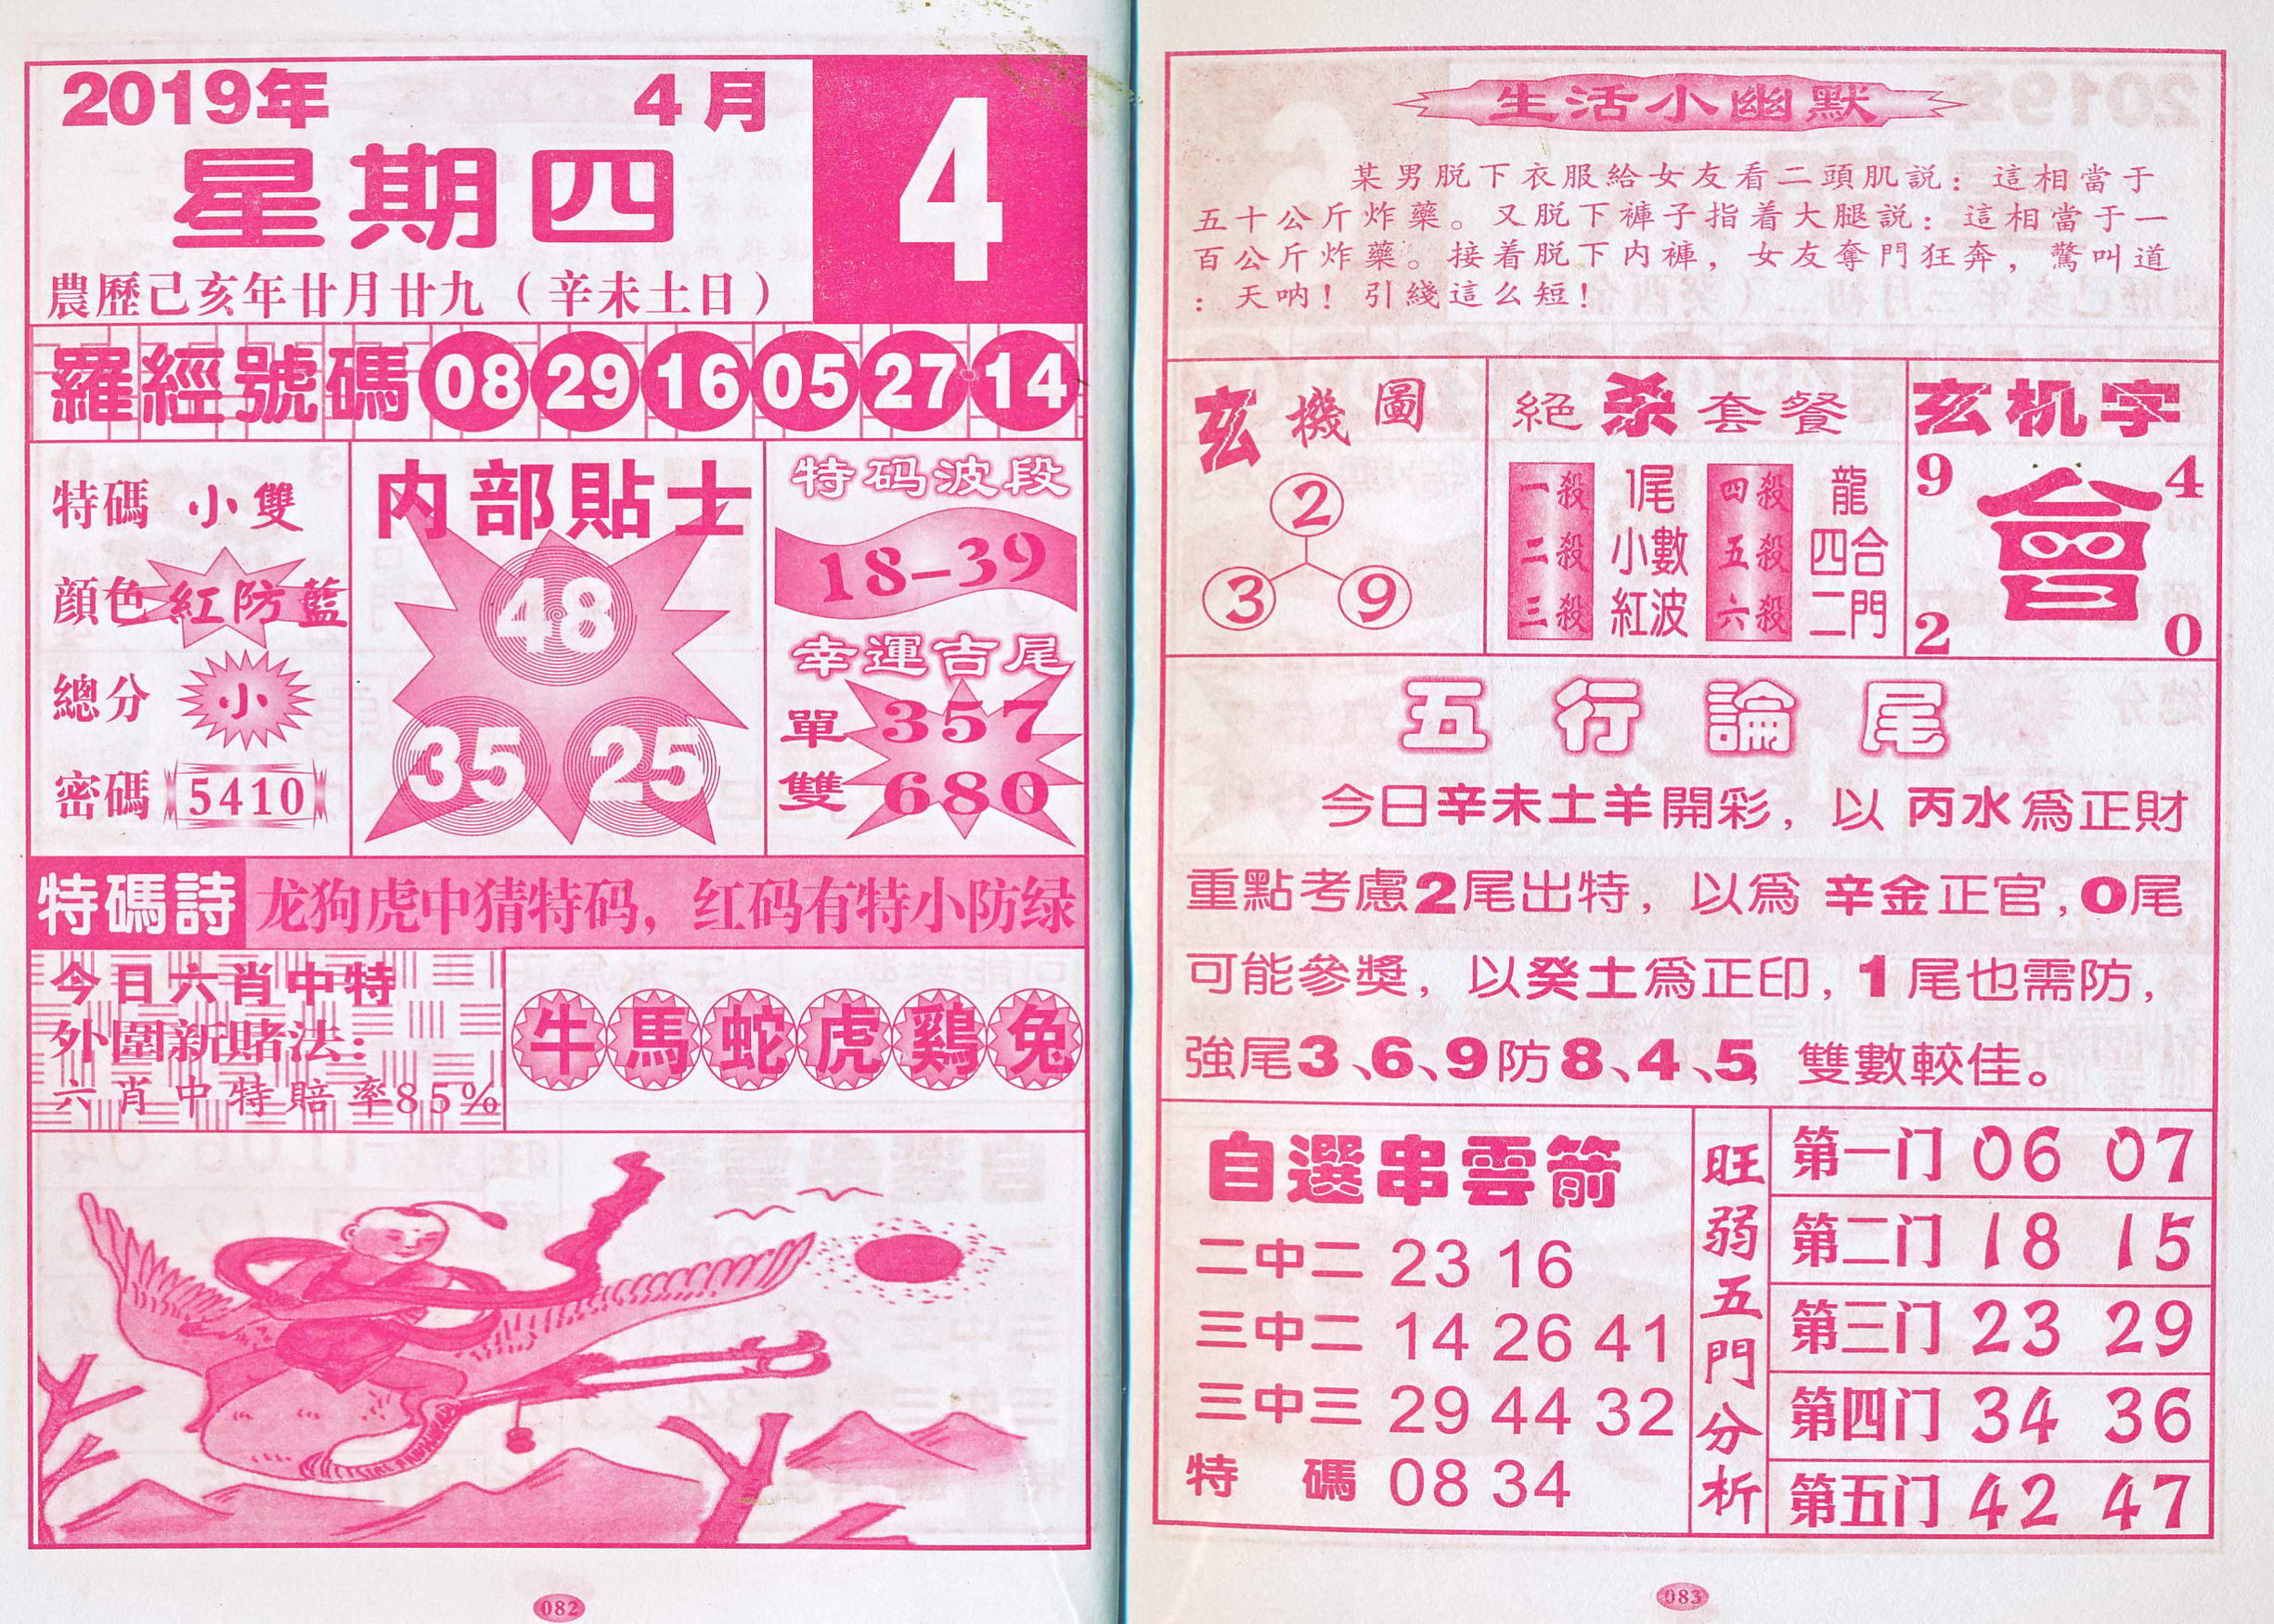 2019年 4月
4
星期四
農歷己亥年廿月廿九（辛未土日）
羅經號碼 08 29 16 05 27 14
特碼 小雙
顏色 紅防藍
總分 小
密碼 5410
内部貼士
48
35 25
特码波段
18-39
幸運吉尾
單 357
雙 680
特碼詩 龙狗虎中猜特码，红码有特小防绿
今日六肖中特
外圍新賭法：
六肖中特賠率85%
牛 馬 蛇 虎 鷄 兔
082
生活小幽默
某男脱下衣服給女友看二頭肌説：這相當于
五十公斤炸藥。又脱下褲子指着大腿説：這相當于一
百公斤炸藥。接着脱下内褲，女友奪門狂奔，驚叫道
：天呐！引綫這么短！
玄機圖
2
3 9
絕杀套餐
一殺 1尾 四殺 龍
二殺 小數 五殺 四合
三殺 紅波 六殺 二門
玄机字
9 4
會
2 0
五行論尾
今日辛未土羊開彩，以丙水爲正財
重點考慮2尾出特，以爲辛金正官，0尾
可能參獎，以癸土爲正印，1尾也需防，
強尾3、6、9防8、4、5，雙數較佳。
自選串雲箭
二中二 23 16
三中二 14 26 41
三中三 29 44 32
特碼 08 34
旺弱五門分析
第一门 06 07
第二门 18 15
第三门 23 29
第四门 34 36
第五门 42 47
083